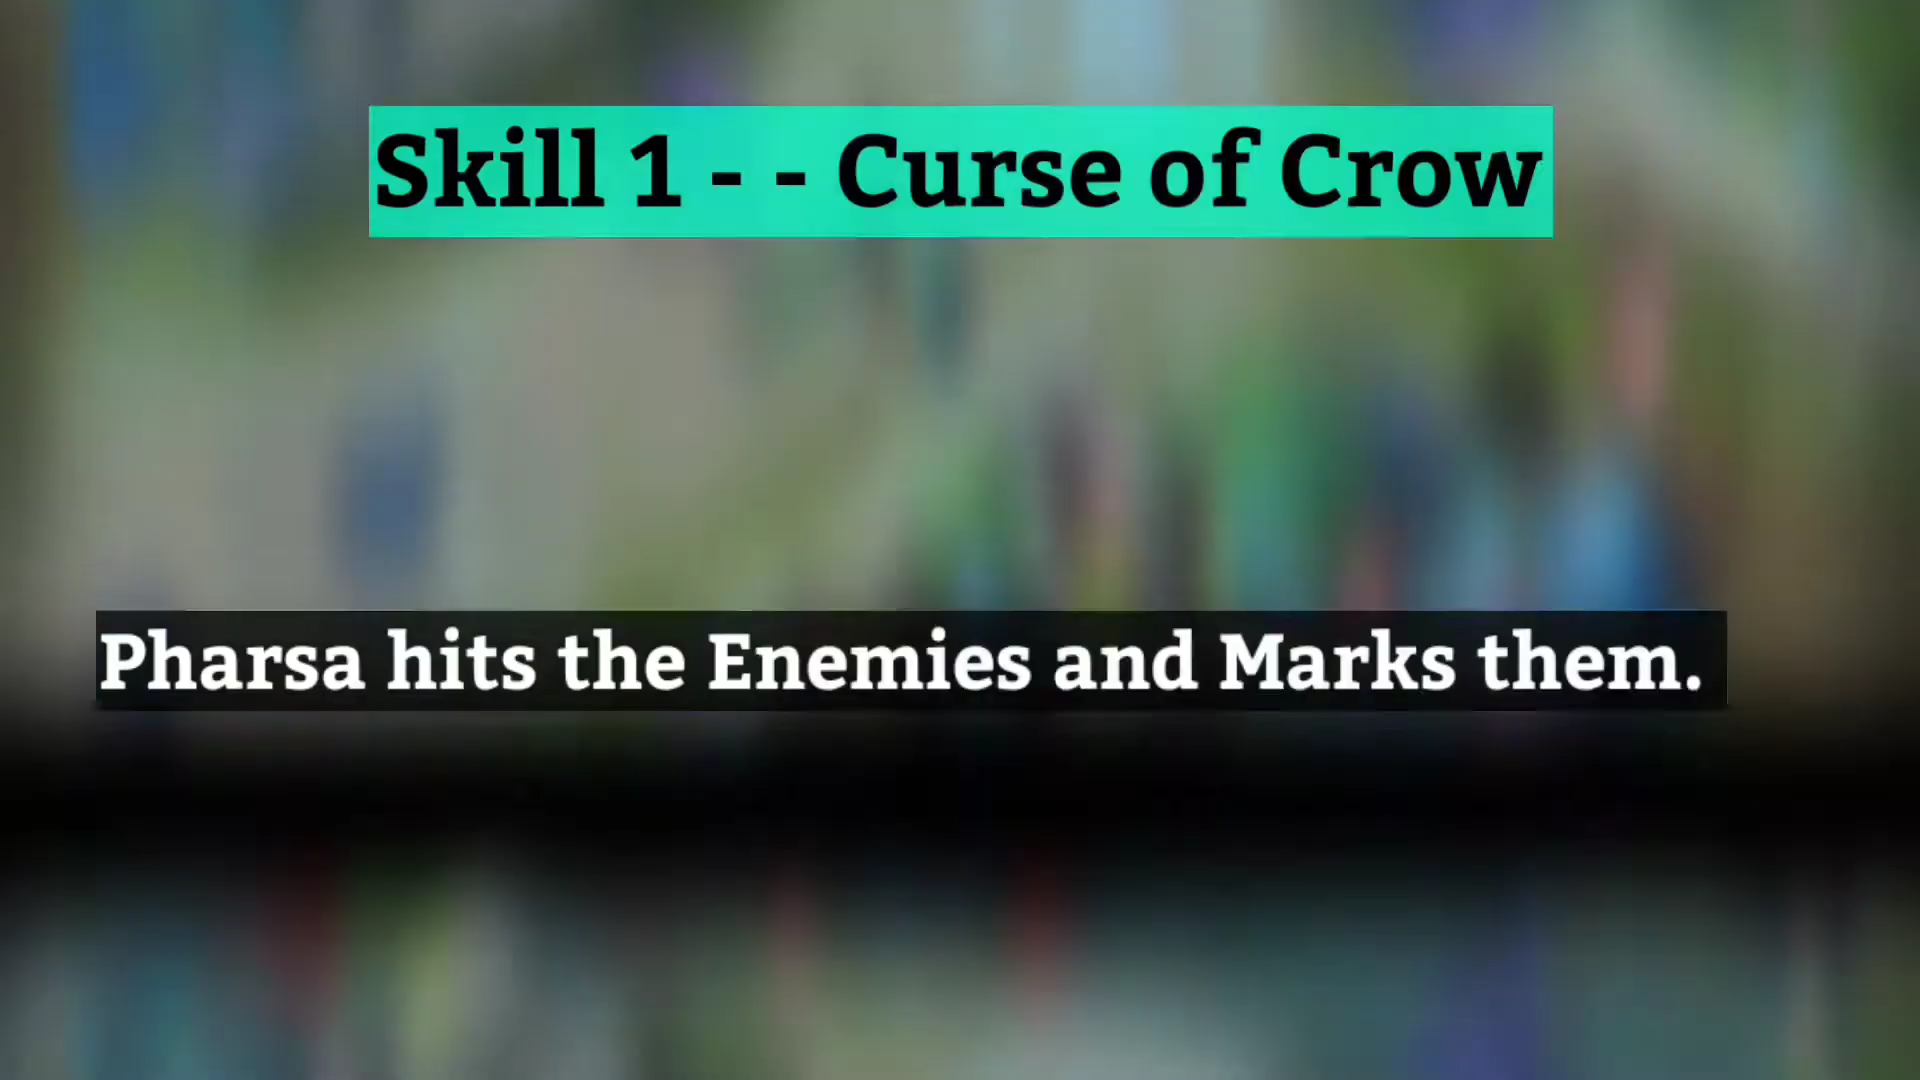 Skill 1 - - Curse of Crow
Pharsa hits the Enemies and Marks them.